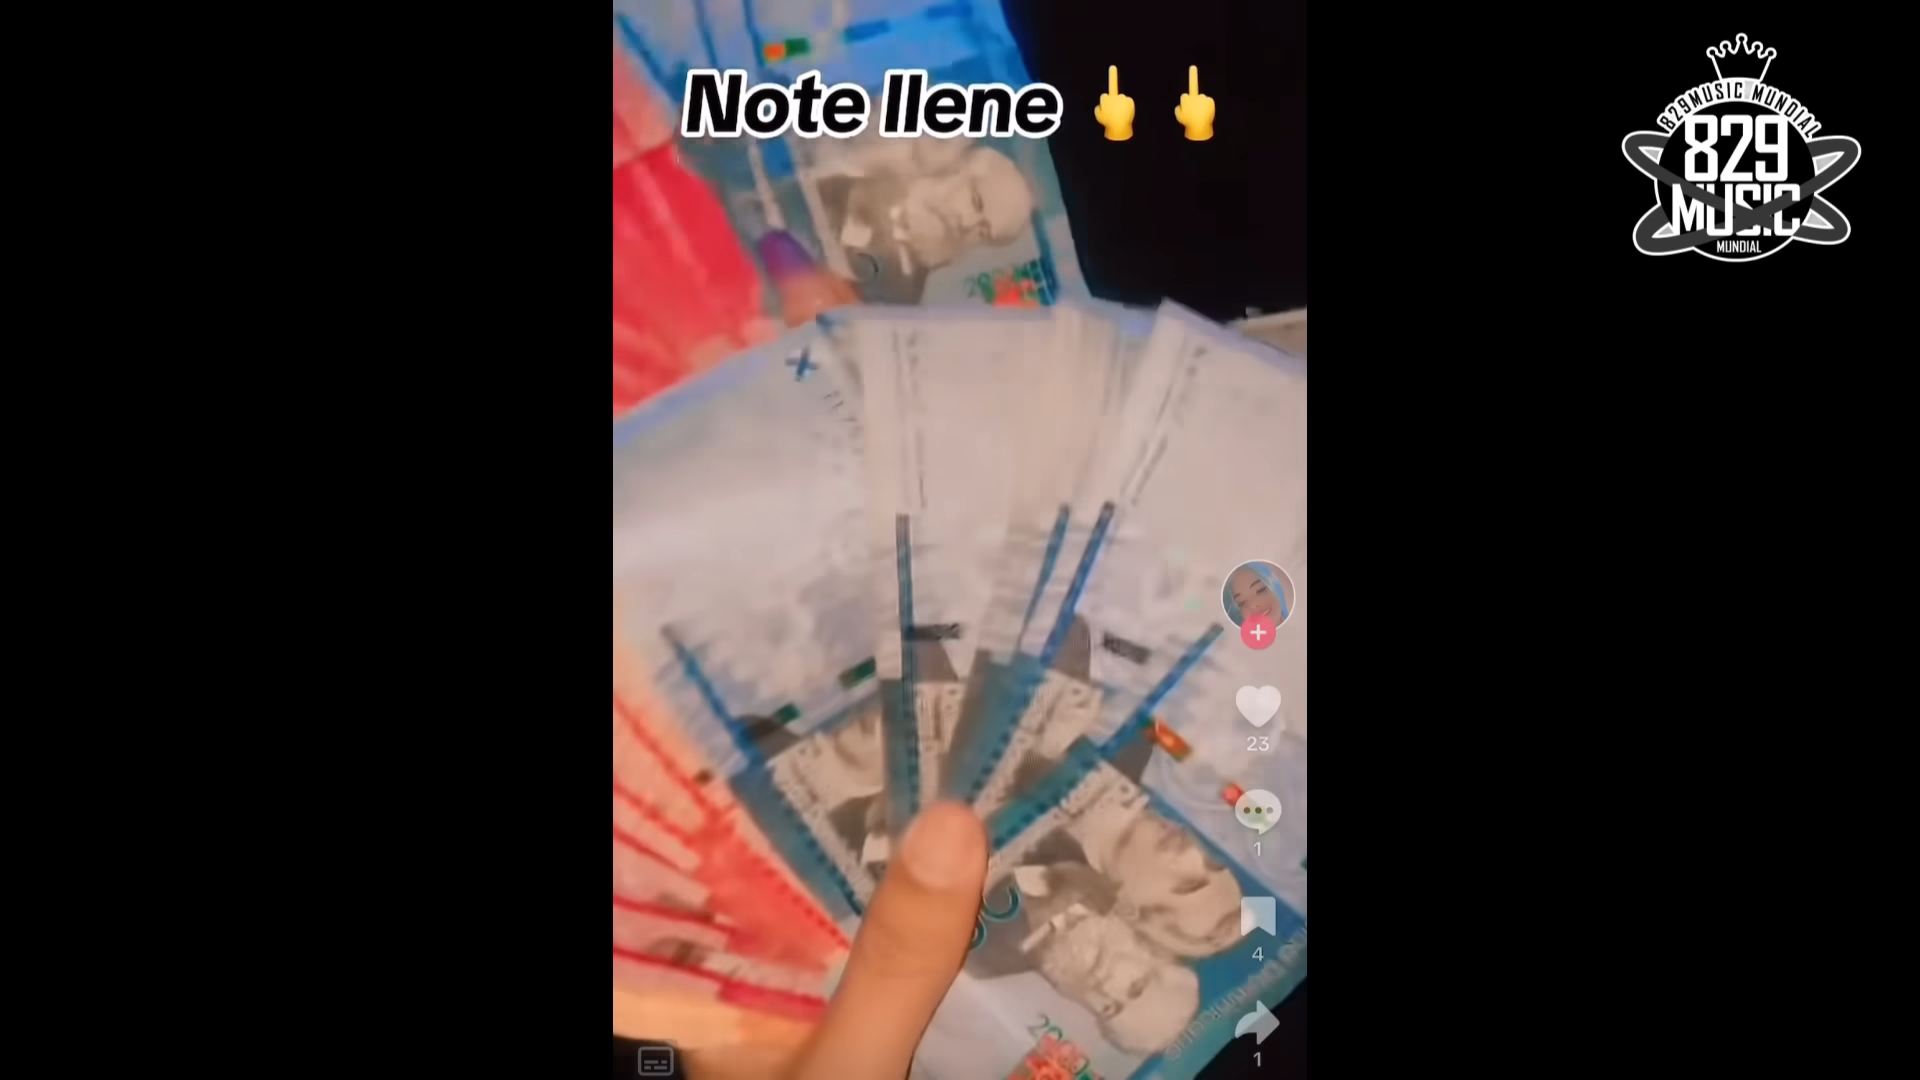 Note llene 🖕 🖕
829MUSIC MUNDIAL
829
MUSIC
MUNDIAL
23
1
4
1